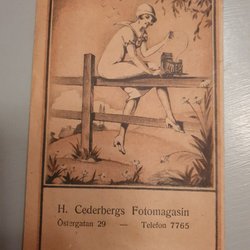 H. Cederbergs Fotomagasin
Östergatan 29 — Telefon 7765